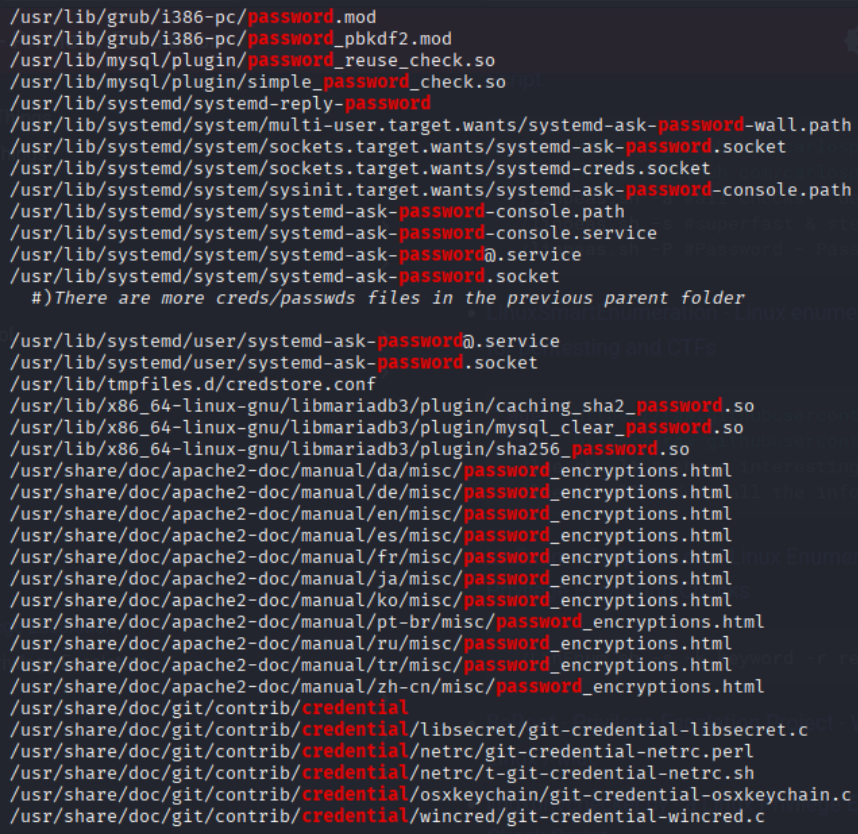 /usr/lib/grub/i386-pc/password.mod
/usr/lib/grub/i386-pc/password_pbkdf2.mod
/usr/lib/mysql/plugin/password_reuse_check.so
/usr/lib/mysql/plugin/simple_password_check.so
/usr/lib/systemd/systemd-reply-password
/usr/lib/systemd/system/multi-user.target.wants/systemd-ask-password-wall.path
/usr/lib/systemd/system/sockets.target.wants/systemd-ask-password.socket
/usr/lib/systemd/system/sockets.target.wants/systemd-creds.socket
/usr/lib/systemd/system/sysinit.target.wants/systemd-ask-password-console.path
/usr/lib/systemd/system/systemd-ask-password-console.path
/usr/lib/systemd/system/systemd-ask-password-console.service
/usr/lib/systemd/system/systemd-ask-password@.service
/usr/lib/systemd/system/systemd-ask-password.socket
#)There are more creds/passwds files in the previous parent folder
/usr/lib/systemd/user/systemd-ask-password@.service
/usr/lib/systemd/user/systemd-ask-password.socket
/usr/lib/tmpfiles.d/credstore.conf
/usr/lib/x86_64-linux-gnu/libmariadb3/plugin/caching_sha2_password.so
/usr/lib/x86_64-linux-gnu/libmariadb3/plugin/mysql_clear_password.so
/usr/lib/x86_64-linux-gnu/libmariadb3/plugin/sha256_password.so
/usr/share/doc/apache2-doc/manual/da/misc/password_encryptions.html
/usr/share/doc/apache2-doc/manual/de/misc/password_encryptions.html
/usr/share/doc/apache2-doc/manual/en/misc/password_encryptions.html
/usr/share/doc/apache2-doc/manual/es/misc/password_encryptions.html
/usr/share/doc/apache2-doc/manual/fr/misc/password_encryptions.html
/usr/share/doc/apache2-doc/manual/ja/misc/password_encryptions.html
/usr/share/doc/apache2-doc/manual/ko/misc/password_encryptions.html
/usr/share/doc/apache2-doc/manual/pt-br/misc/password_encryptions.html
/usr/share/doc/apache2-doc/manual/ru/misc/password_encryptions.html
/usr/share/doc/apache2-doc/manual/tr/misc/password_encryptions.html
/usr/share/doc/apache2-doc/manual/zh-cn/misc/password_encryptions.html
/usr/share/doc/git/contrib/credential
/usr/share/doc/git/contrib/credential/libsecret/git-credential-libsecret.c
/usr/share/doc/git/contrib/credential/netrc/git-credential-netrc.perl
/usr/share/doc/git/contrib/credential/netrc/t-git-credential-netrc.sh
/usr/share/doc/git/contrib/credential/osxkeychain/git-credential-osxkeychain.c
/usr/share/doc/git/contrib/credential/wincred/git-credential-wincred.c